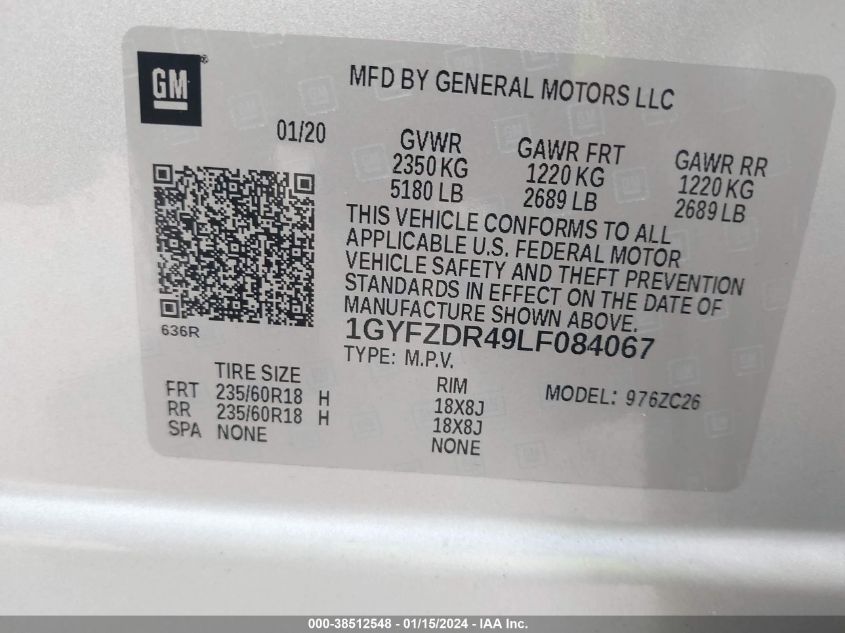 GM®
MFD BY GENERAL MOTORS LLC
01/20
GVWR
2350 KG
5180 LB
GAWR FRT
1220 KG
2689 LB
GAWR RR
1220 KG
2689 LB
THIS VEHICLE CONFORMS TO ALL
APPLICABLE U.S. FEDERAL MOTOR
VEHICLE SAFETY AND THEFT PREVENTION
STANDARDS IN EFFECT ON THE DATE OF
MANUFACTURE SHOWN ABOVE.
636R
1GYFZDR49LF084067
TYPE: M.P.V.
TIRE SIZE
RIM
MODEL: 976ZC26
FRT 235/60R18 H 18X8J
RR 235/60R18 H 18X8J
SPA NONE NONE
000-38512548 - 01/15/2024 - IAA Inc.